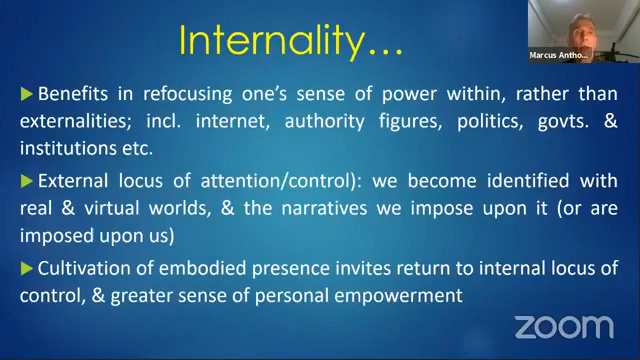 Internality...
Marcus Antho...
Benefits in refocusing one's sense of power within, rather than
externalities; incl. internet, authority figures, politics, govts. &
institutions etc.
External locus of attention/control): we become identified with
real & virtual worlds, & the narratives we impose upon it (or are
imposed upon us)
Cultivation of embodied presence invites return to internal locus of
control, & greater sense of personal empowerment
zoom